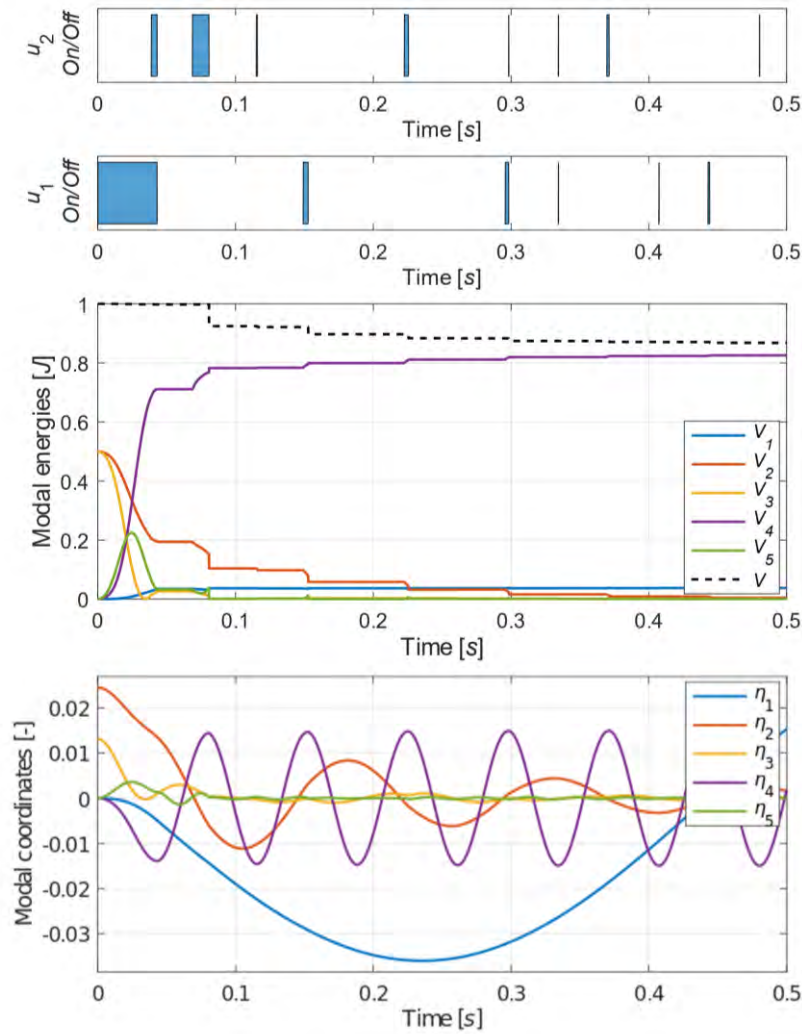 u2
On/Off
0 0.1 0.2 0.3 0.4 0.5
Time [s]
u1
On/Off
0 0.1 0.2 0.3 0.4 0.5
Time [s]
Modal energies [J]
1
0.8
0.6
0.4
0.2
0
V1
V2
V3
V4
V5
V
0 0.1 0.2 0.3 0.4 0.5
Time [s]
Modal coordinates [-]
0.02
0.01
0
-0.01
-0.02
-0.03
η1
η2
η3
η4
η5
0 0.1 0.2 0.3 0.4 0.5
Time [s]